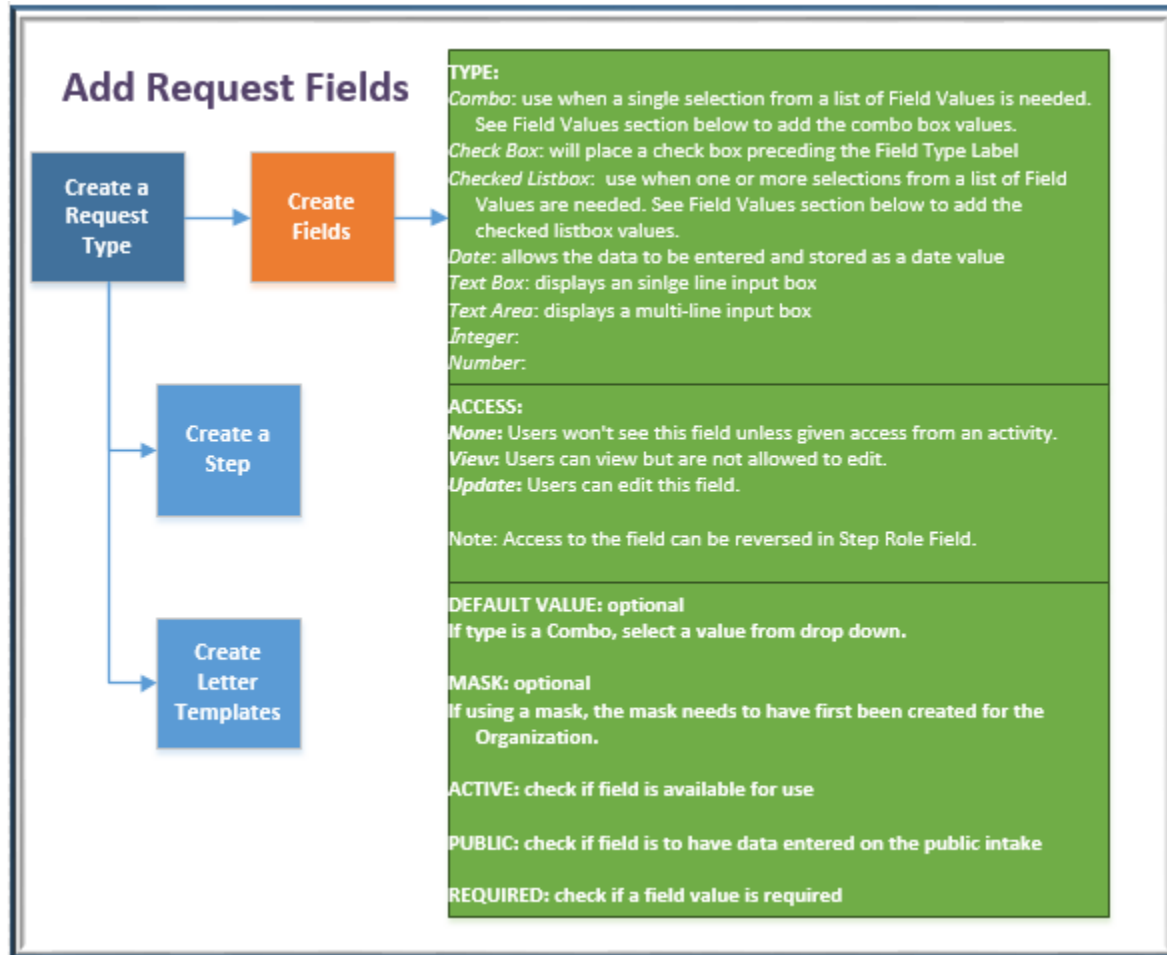 Add Request Fields
Create a
Request
Type
Create
Fields
Create a
Step
Create
Letter
Templates
TYPE:
Combo: use when a single selection from a list of Field Values is needed.
See Field Values section below to add the combo box values.
Check Box: will place a check box preceding the Field Type Label
Checked Listbox:  use when one or more selections from a list of Field
Values are needed. See Field Values section below to add the
checked listbox values.
Date: allows the data to be entered and stored as a date value
Text Box: displays an sinlge line input box
Text Area: displays a multi-line input box
Integer:
Number:
ACCESS:
None: Users won't see this field unless given access from an activity.
View: Users can view but are not allowed to edit.
Update: Users can edit this field.
Note: Access to the field can be reversed in Step Role Field.
DEFAULT VALUE: optional
If type is a Combo, select a value from drop down.
MASK: optional
If using a mask, the mask needs to have first been created for the
Organization.
ACTIVE: check if field is available for use
PUBLIC: check if field is to have data entered on the public intake
REQUIRED: check if a field value is required